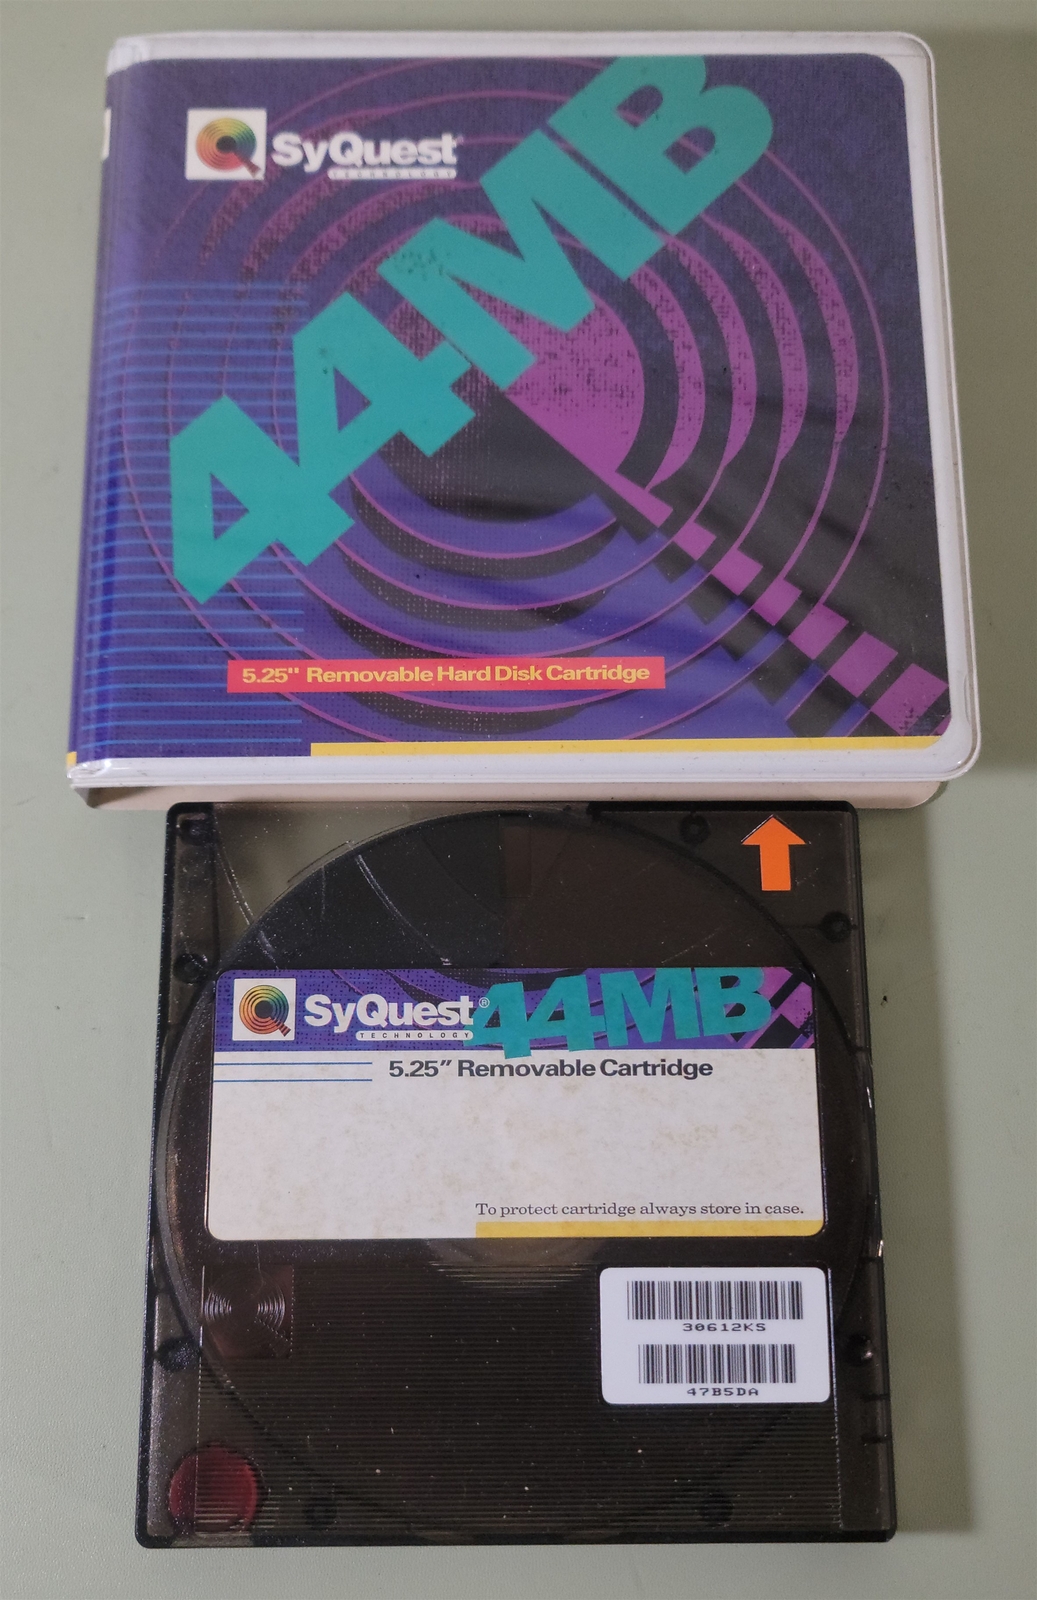 SyQuest
TECHNOLOGY
44MB
5.25" Removable Hard Disk Cartridge
SyQuest®
TECHNOLOGY
44MB
5.25" Removable Cartridge
To protect cartridge always store in case.
30612KS
47B5DA